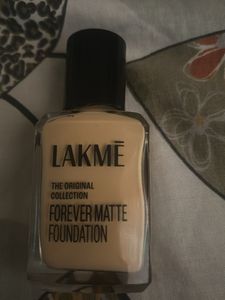 LAKMĒ
THE ORIGINAL
COLLECTION
FOREVER MATTE
FOUNDATION